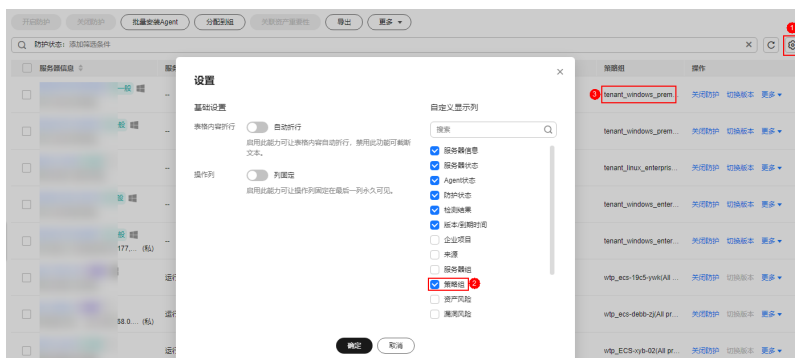 开启防护 关闭防护 批量安装Agent 分配到组 关联资产重要性 导出 更多
1
防护状态: 添加筛选条件
服务器信息 策略组 操作
设置
基础设置 自定义显示列
表格内容折行 自动折行 搜索
启用此能力可让表格内容自动折行，禁用此功能可截断
文本。
操作列 列固定
启用此能力可让操作列固定在最后一列永久可见。
服务器信息
服务器状态
Agent状态
防护状态
检测结果
版本/到期时间
企业项目
来源
服务器组
策略组 2
资产风险
漏洞风险
确定 取消
一般 -- 3 tenant_windows_prem... 关闭防护 切换版本 更多
般 -- tenant_windows_prem... 关闭防护 切换版本 更多
-- tenant_linux_enterpris... 关闭防护 切换版本 更多
般 -- tenant_windows_enter... 关闭防护 切换版本 更多
般 -- tenant_windows_enter... 关闭防护 切换版本 更多
177,... (私)
运行 wtp_ecs-19c5-ywk(All ... 关闭防护 切换版本 更多
运行 wtp_ecs-debb-zj(All pr... 关闭防护 切换版本 更多
58.0.... (私)
运行 wtp_ECS-xyb-02(All pr... 关闭防护 切换版本 更多